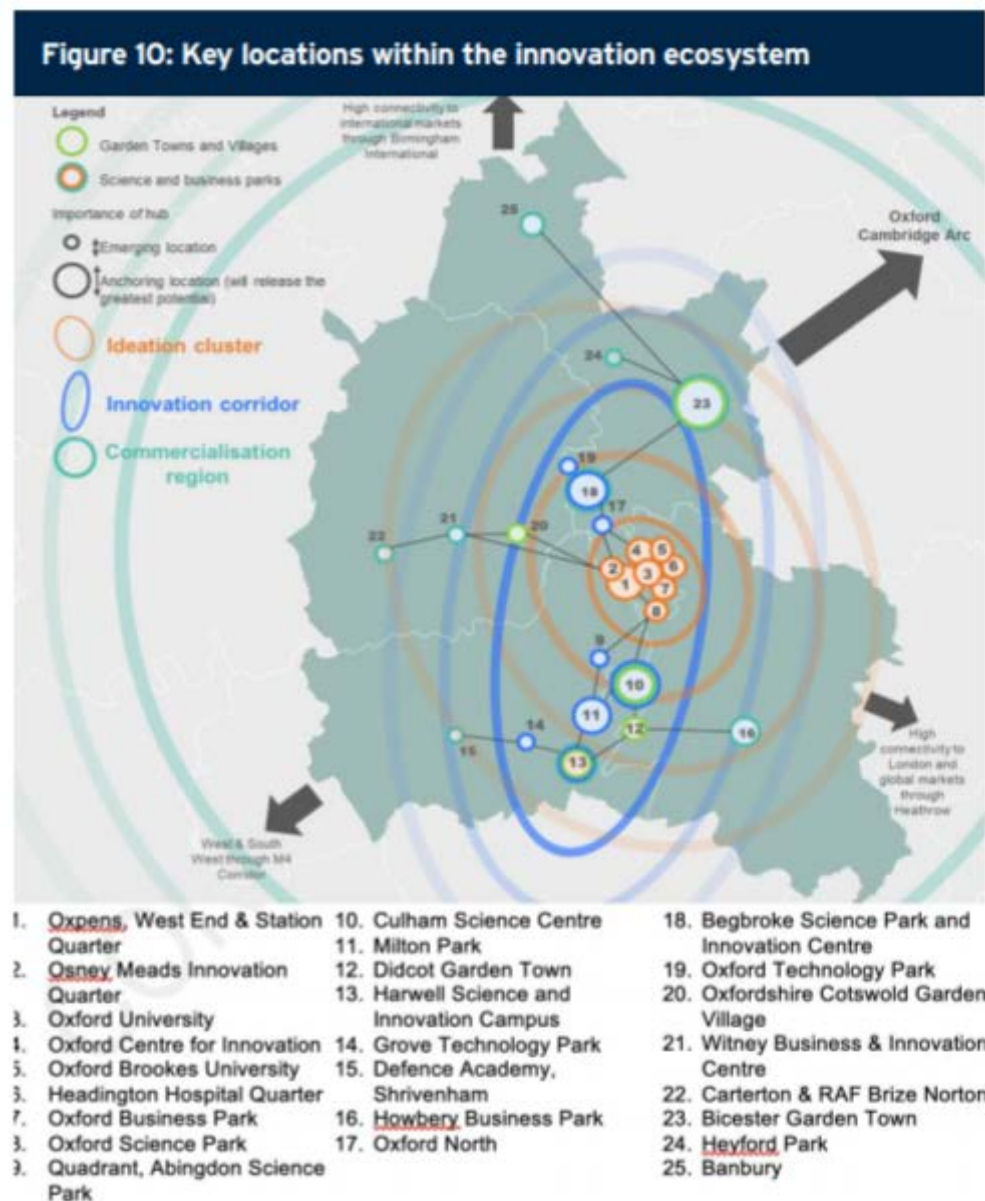 Figure 10: Key locations within the innovation ecosystem
Legend
Garden Towns and Villages
Science and business parks
Importance of hub
Emerging location
Anchoring location (will release the
greatest potential)
Ideation cluster
Innovation corridor
Commercialisation
region
High connectivity to
international markets
through Birmingham
International
Oxford
Cambridge Arc
High
connectivity to
London and
global markets
through
Heathrow
West & South
West through M4
Corridor
25
24
23
19
18
17
22
21
20
4
5
2
3
6
1
7
8
9
10
11
14
12
16
15
13
1. Oxpens, West End & Station
Quarter
2. Osney Meads Innovation
Quarter
3. Oxford University
4. Oxford Centre for Innovation
5. Oxford Brookes University
6. Headington Hospital Quarter
7. Oxford Business Park
8. Oxford Science Park
9. Quadrant, Abingdon Science
Park
10. Culham Science Centre
11. Milton Park
12. Didcot Garden Town
13. Harwell Science and
Innovation Campus
14. Grove Technology Park
15. Defence Academy,
Shrivenham
16. Howbery Business Park
17. Oxford North
18. Begbroke Science Park and
Innovation Centre
19. Oxford Technology Park
20. Oxfordshire Cotswold Garden
Village
21. Witney Business & Innovation
Centre
22. Carterton & RAF Brize Norton
23. Bicester Garden Town
24. Heyford Park
25. Banbury